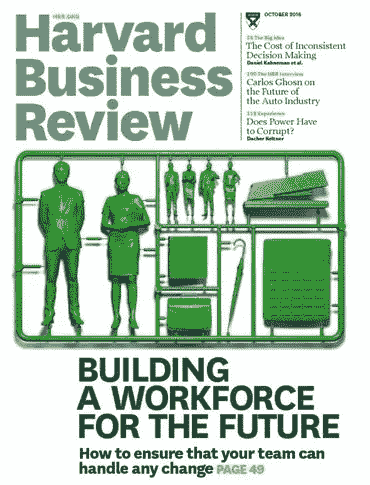 HBR.ORG
Harvard
Business
Review
OCTOBER 2016
The Big Idea
The Cost of Inconsistent
Decision Making
Daniel Kahneman et al.
The HBR Interview
Carlos Ghosn on
the Future of
the Auto Industry
Experience
Does Power Have
to Corrupt?
Dacher Keltner
BUILDING
A WORKFORCE
FOR THE FUTURE
How to ensure that your team can
handle any change PAGE 49